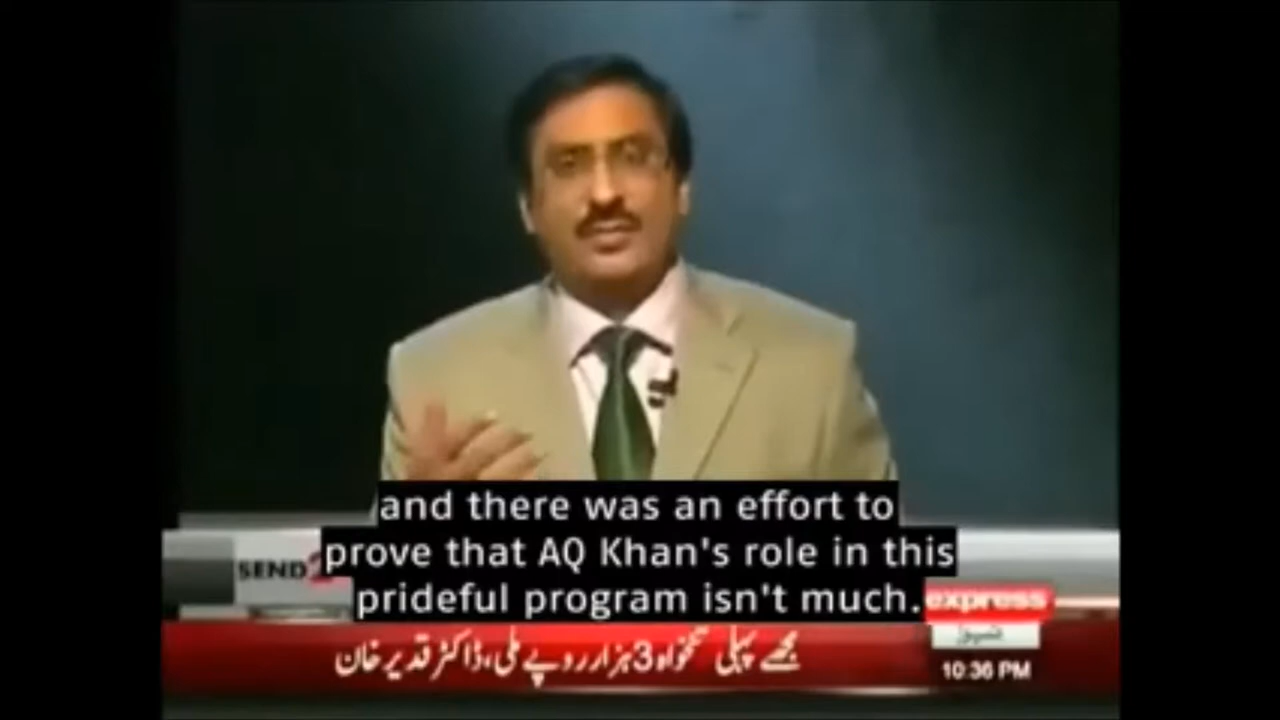 and there was an effort to
prove that AQ Khan's role in this
prideful program isn't much.
SEND
express
نیوز
مجھے پہلی تنخواہ 3 ہزار روپے ملی، ڈاکٹر قدیر خان
10:36 PM